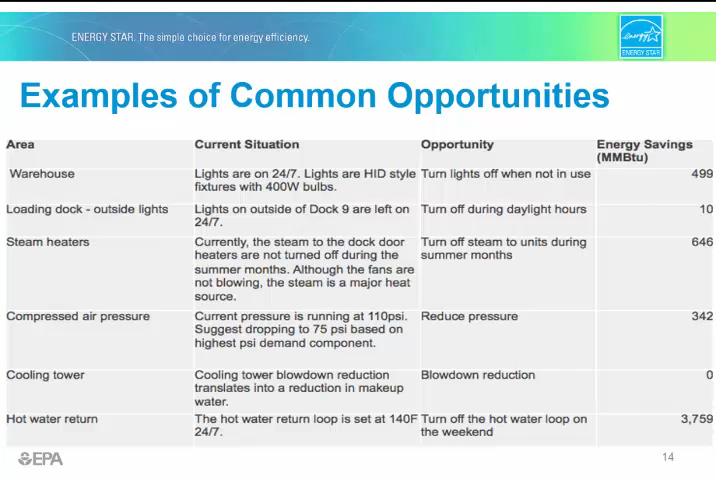 ENERGY STAR. The simple choice for energy efficiency.
energy
ENERGY STAR
Examples of Common Opportunities
Area Current Situation Opportunity Energy Savings
(MMBtu)
Warehouse Lights are on 24/7. Lights are HID style Turn lights off when not in use 499
fixtures with 400W bulbs.
Loading dock - outside lights Lights on outside of Dock 9 are left on Turn off during daylight hours 10
24/7.
Steam heaters Currently, the steam to the dock door Turn off steam to units during 646
heaters are not turned off during the summer months
summer months. Although the fans are
not blowing, the steam is a major heat
source.
Compressed air pressure Current pressure is running at 110psi. Reduce pressure 342
Suggest dropping to 75 psi based on
highest psi demand component.
Cooling tower Cooling tower blowdown reduction Blowdown reduction 0
translates into a reduction in makeup
water.
Hot water return The hot water return loop is set at 140F Turn off the hot water loop on 3,759
24/7. the weekend
EPA 14